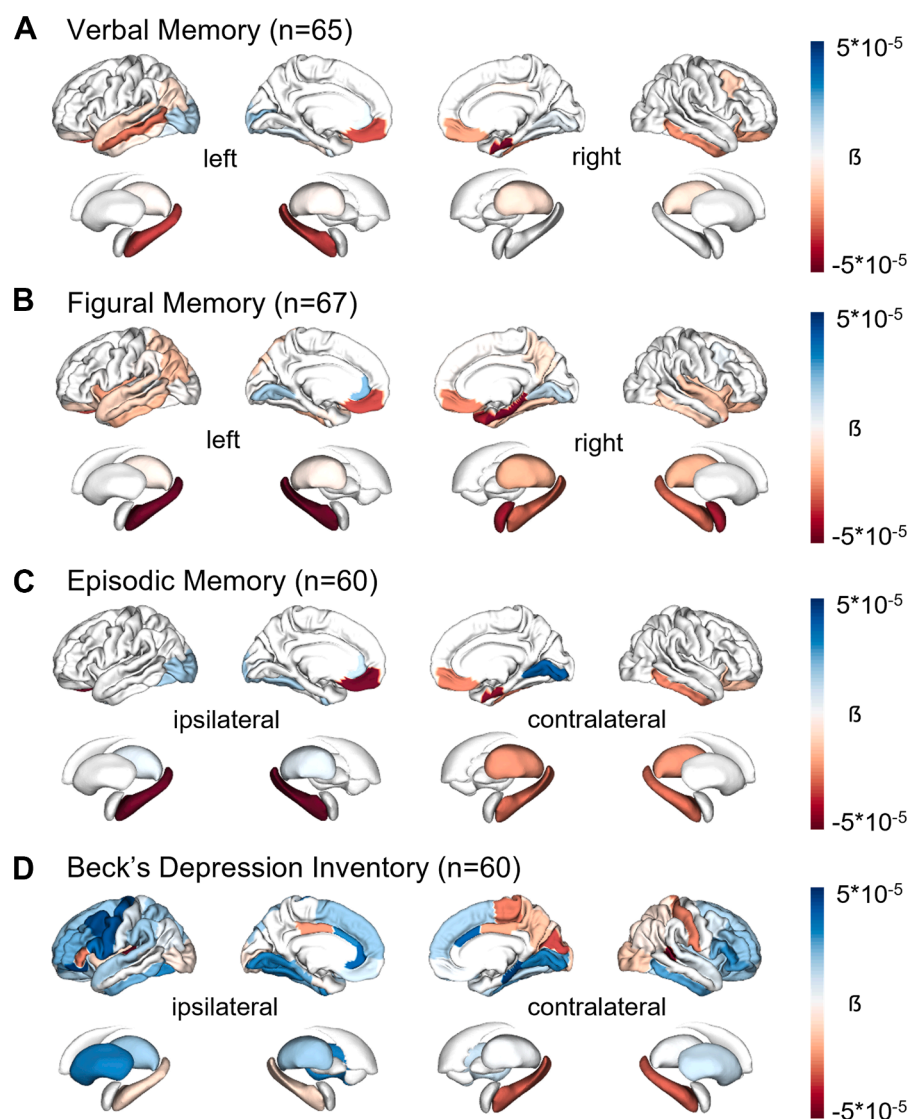 A Verbal Memory (n=65)
5*10-5
left
right
ß
-5*10-5
B Figural Memory (n=67)
5*10-5
left
right
ß
-5*10-5
C Episodic Memory (n=60)
5*10-5
ipsilateral
contralateral
ß
-5*10-5
D Beck's Depression Inventory (n=60)
5*10-5
ipsilateral
contralateral
ß
-5*10-5